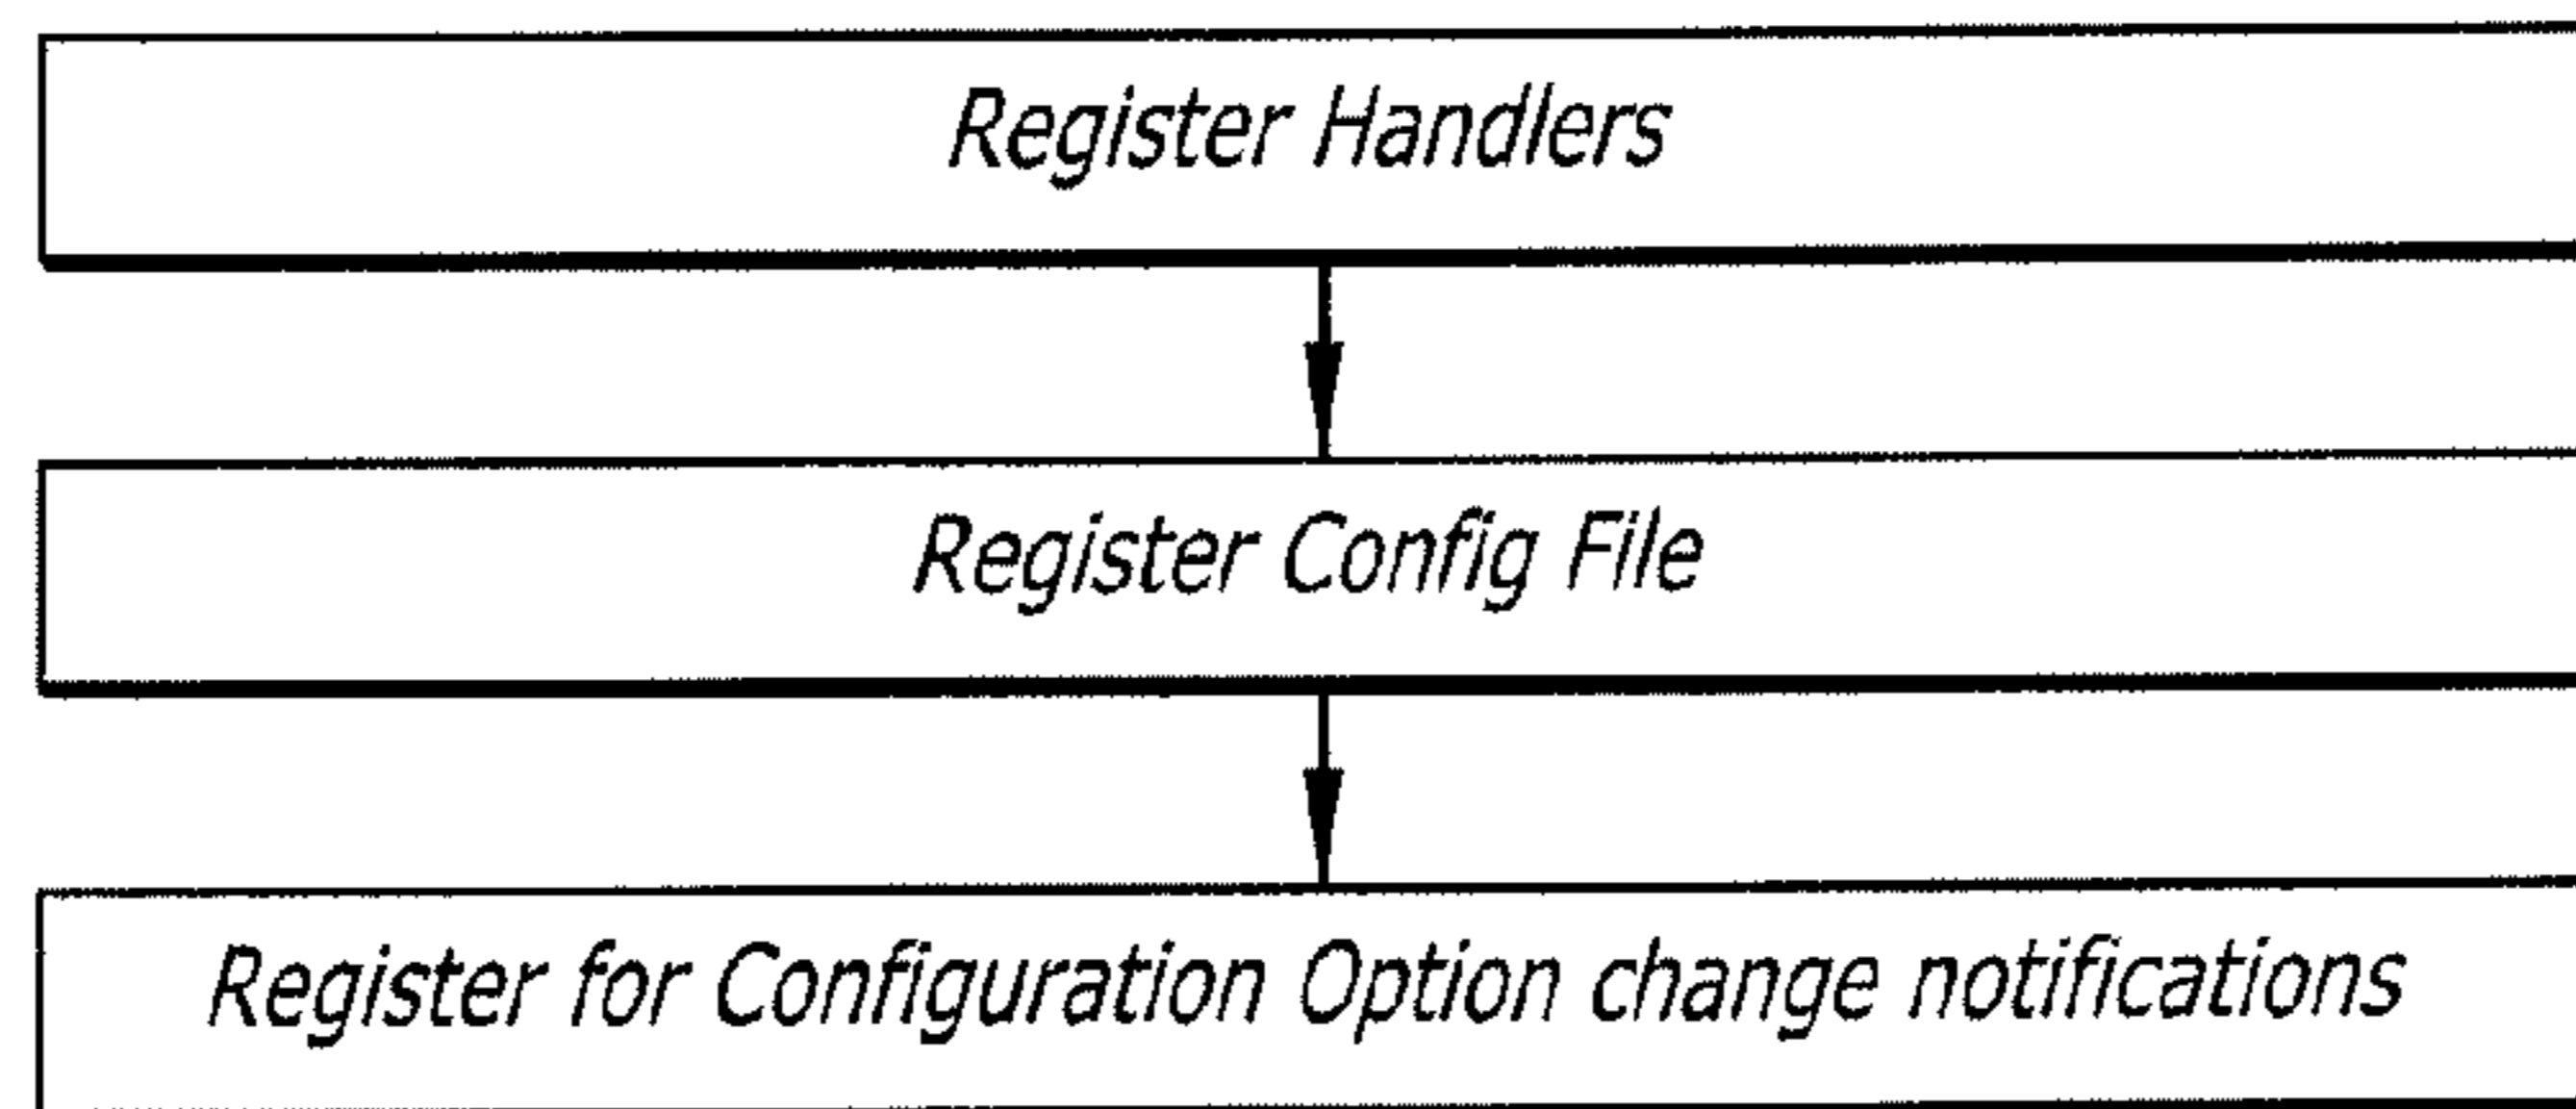 Register Handlers
Register Config File
Register for Configuration Option change notifications